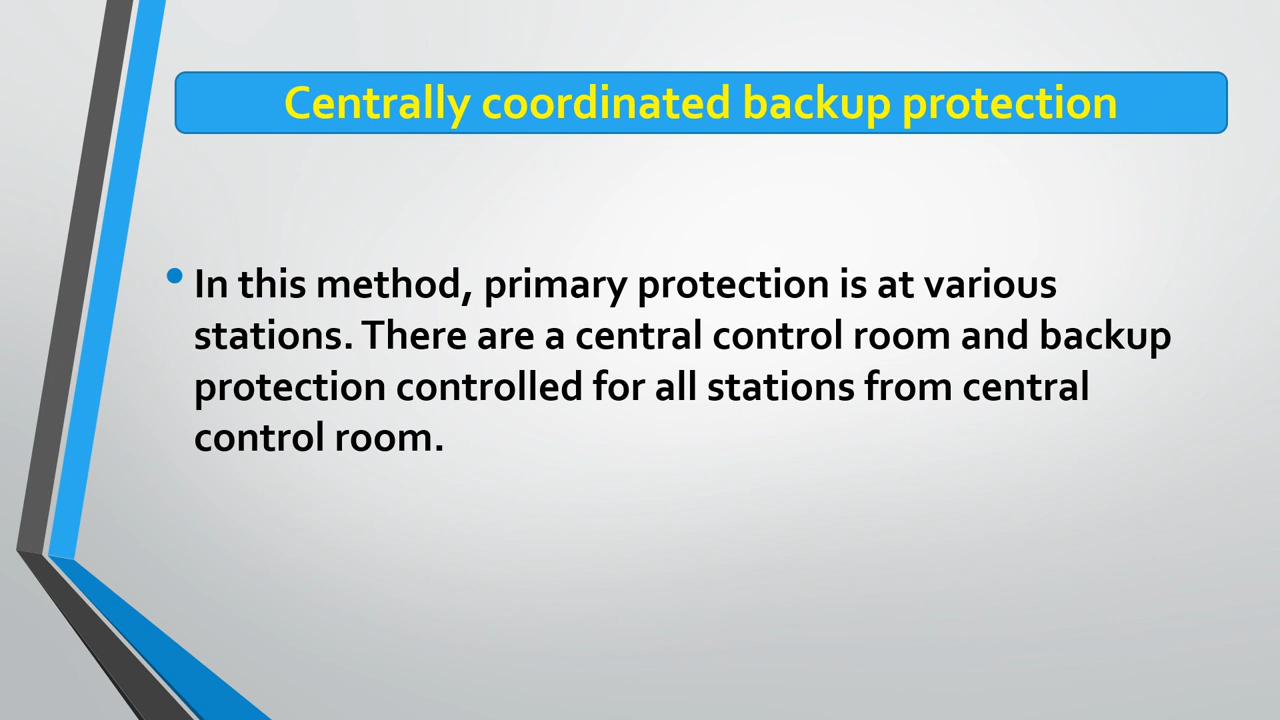 Centrally coordinated backup protection
• In this method, primary protection is at various
stations. There are a central control room and backup
protection controlled for all stations from central
control room.